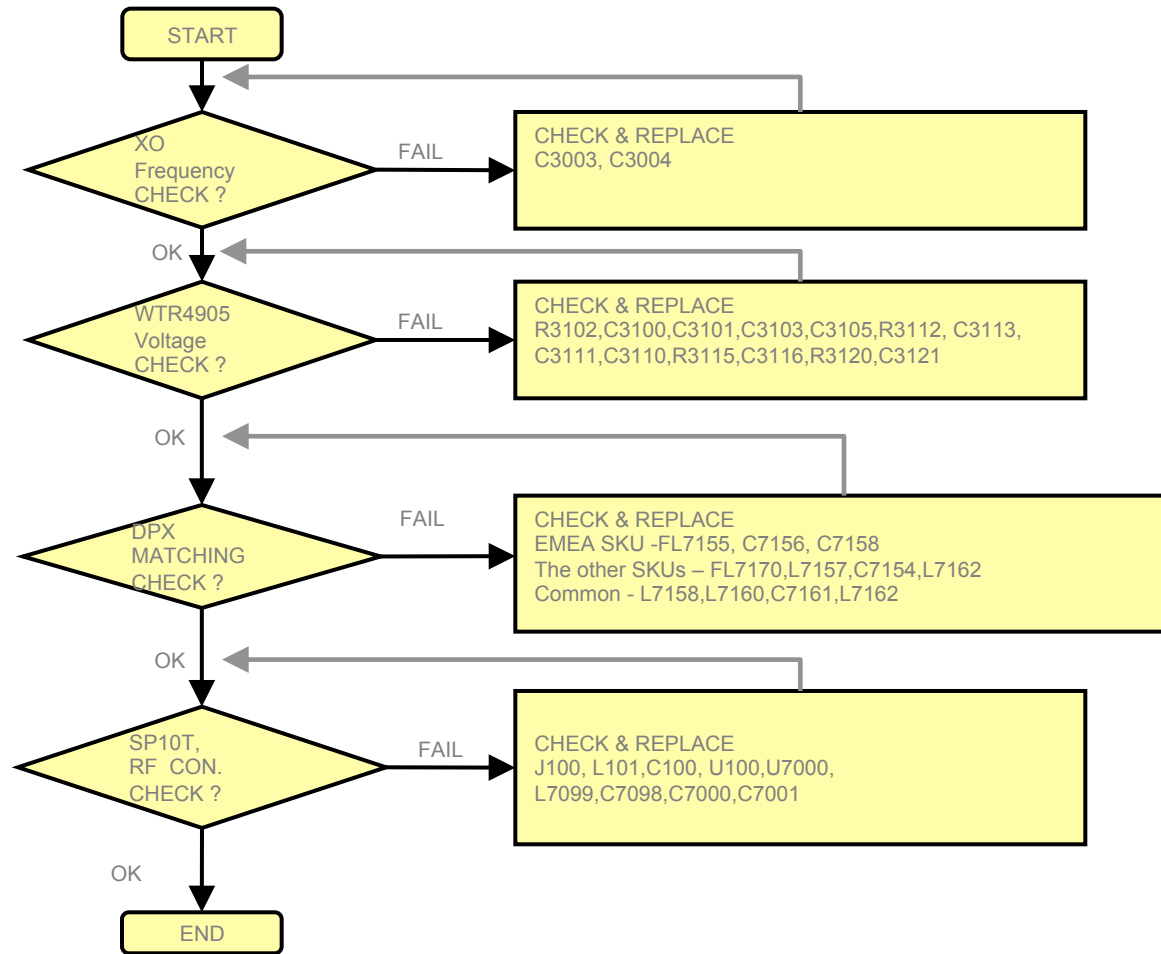 START
XO
Frequency
CHECK ?
FAIL
CHECK & REPLACE
C3003, C3004
OK
WTR4905
Voltage
CHECK ?
FAIL
CHECK & REPLACE
R3102,C3100,C3101,C3103,C3105,R3112, C3113,
C3111,C3110,R3115,C3116,R3120,C3121
OK
DPX
MATCHING
CHECK ?
FAIL
CHECK & REPLACE
EMEA SKU -FL7155, C7156, C7158
The other SKUs – FL7170,L7157,C7154,L7162
Common - L7158,L7160,C7161,L7162
OK
SP10T,
RF CON.
CHECK ?
FAIL
CHECK & REPLACE
J100, L101,C100, U100,U7000,
L7099,C7098,C7000,C7001
OK
END